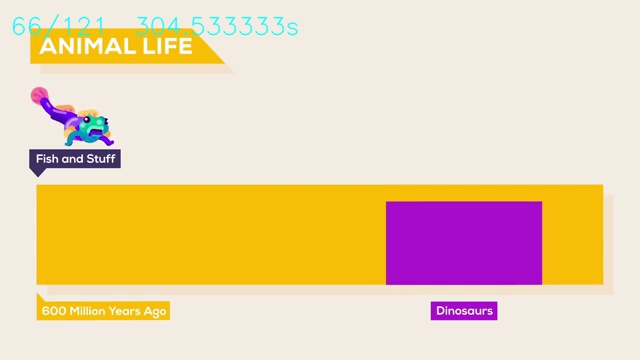 66/121 304.533333s
ANIMAL LIFE
Fish and Stuff
600 Million Years Ago
Dinosaurs